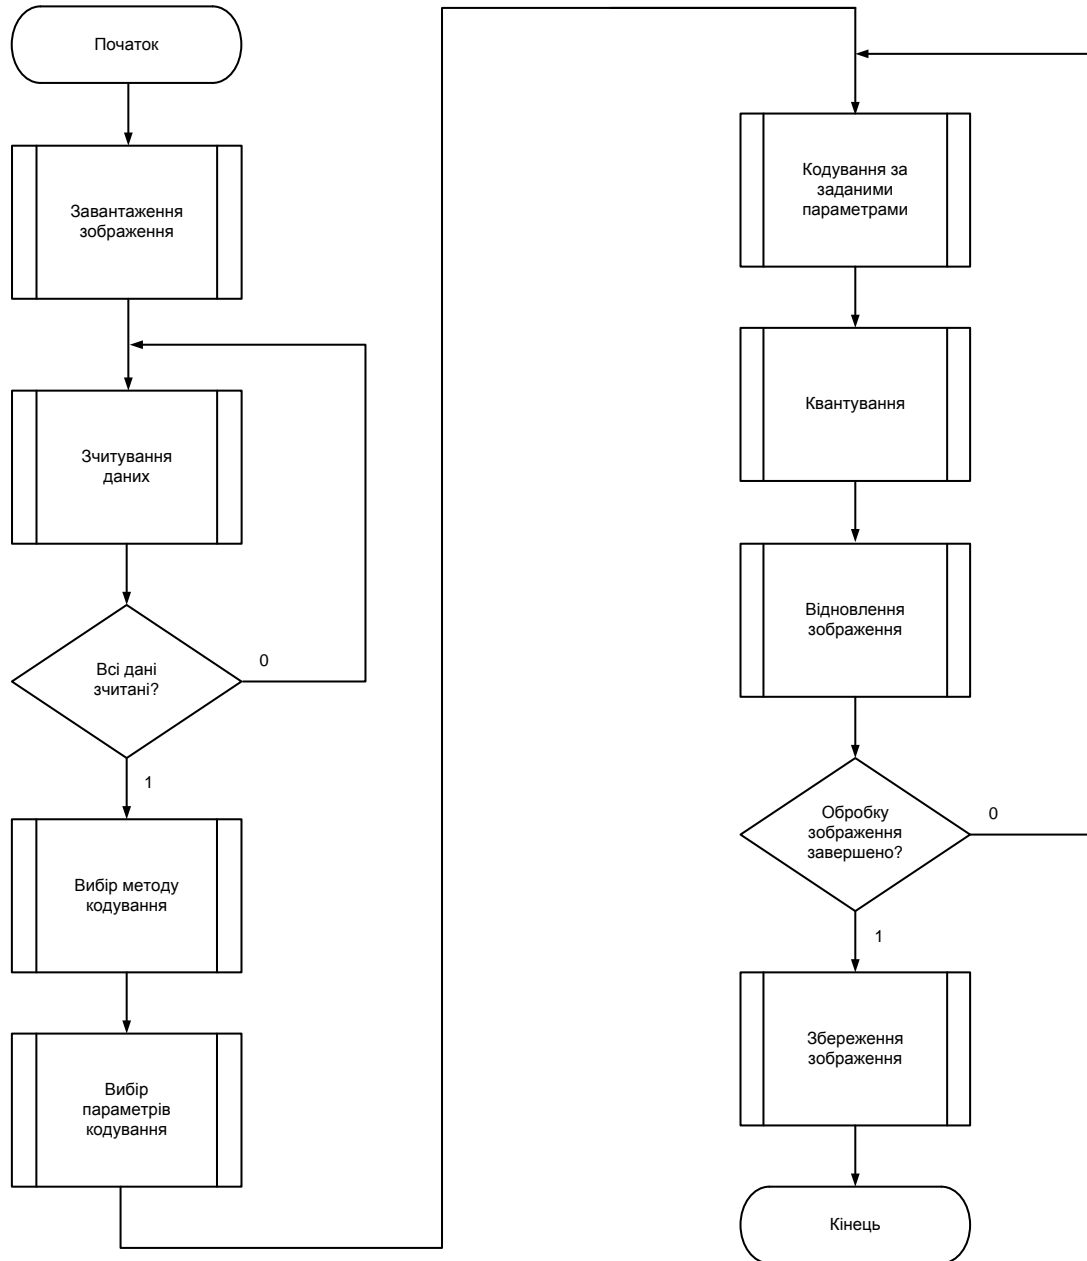 Початок
Завантаження
зображення
Зчитування
даних
Всі дані
зчитані?
0
1
Вибір методу
кодування
Вибір
параметрів
кодування
Кодування за
заданими
параметрами
Квантування
Відновлення
зображення
Обробку
зображення
завершено?
0
1
Збереження
зображення
Кінець